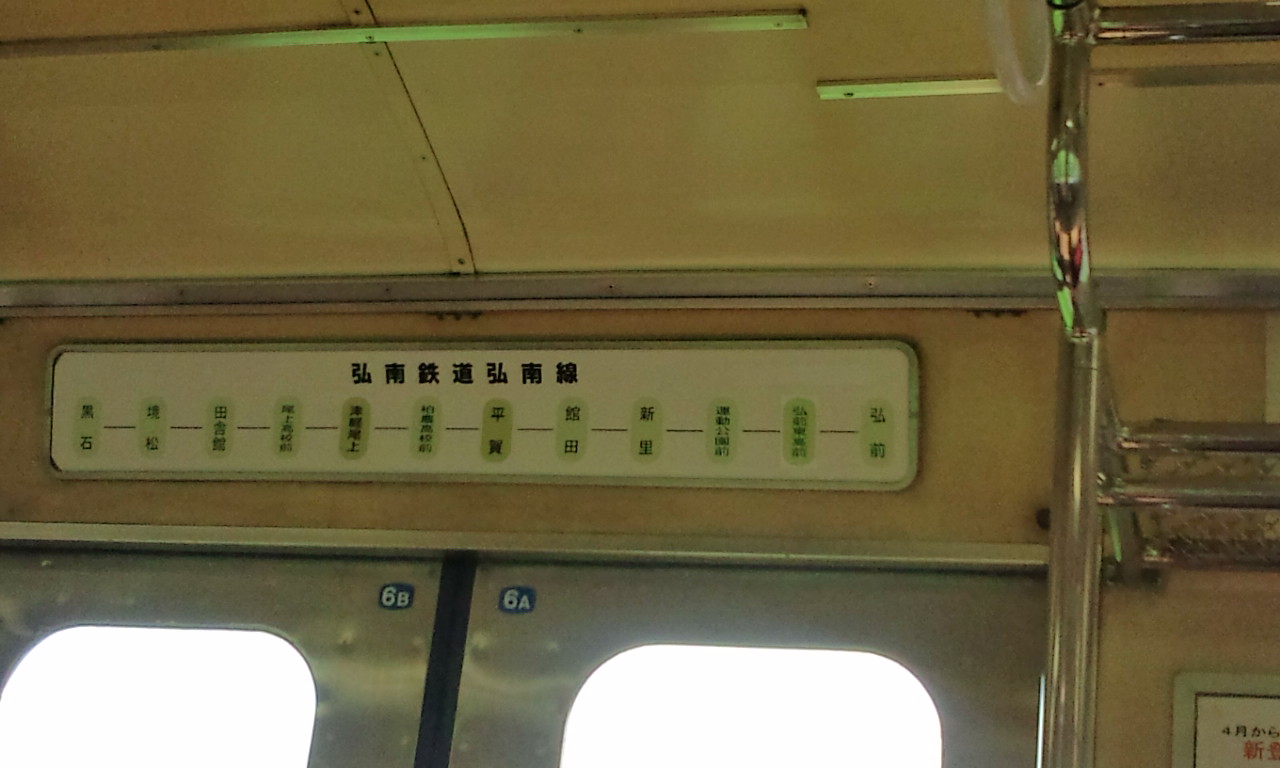 弘南鉄道弘南線
黒石
境松
田舎館
尾上高校前
津軽尾上
柏農高校前
平賀
館田
新里
運動公園前
弘前東高前
弘前
6B
6A
4月から
新登